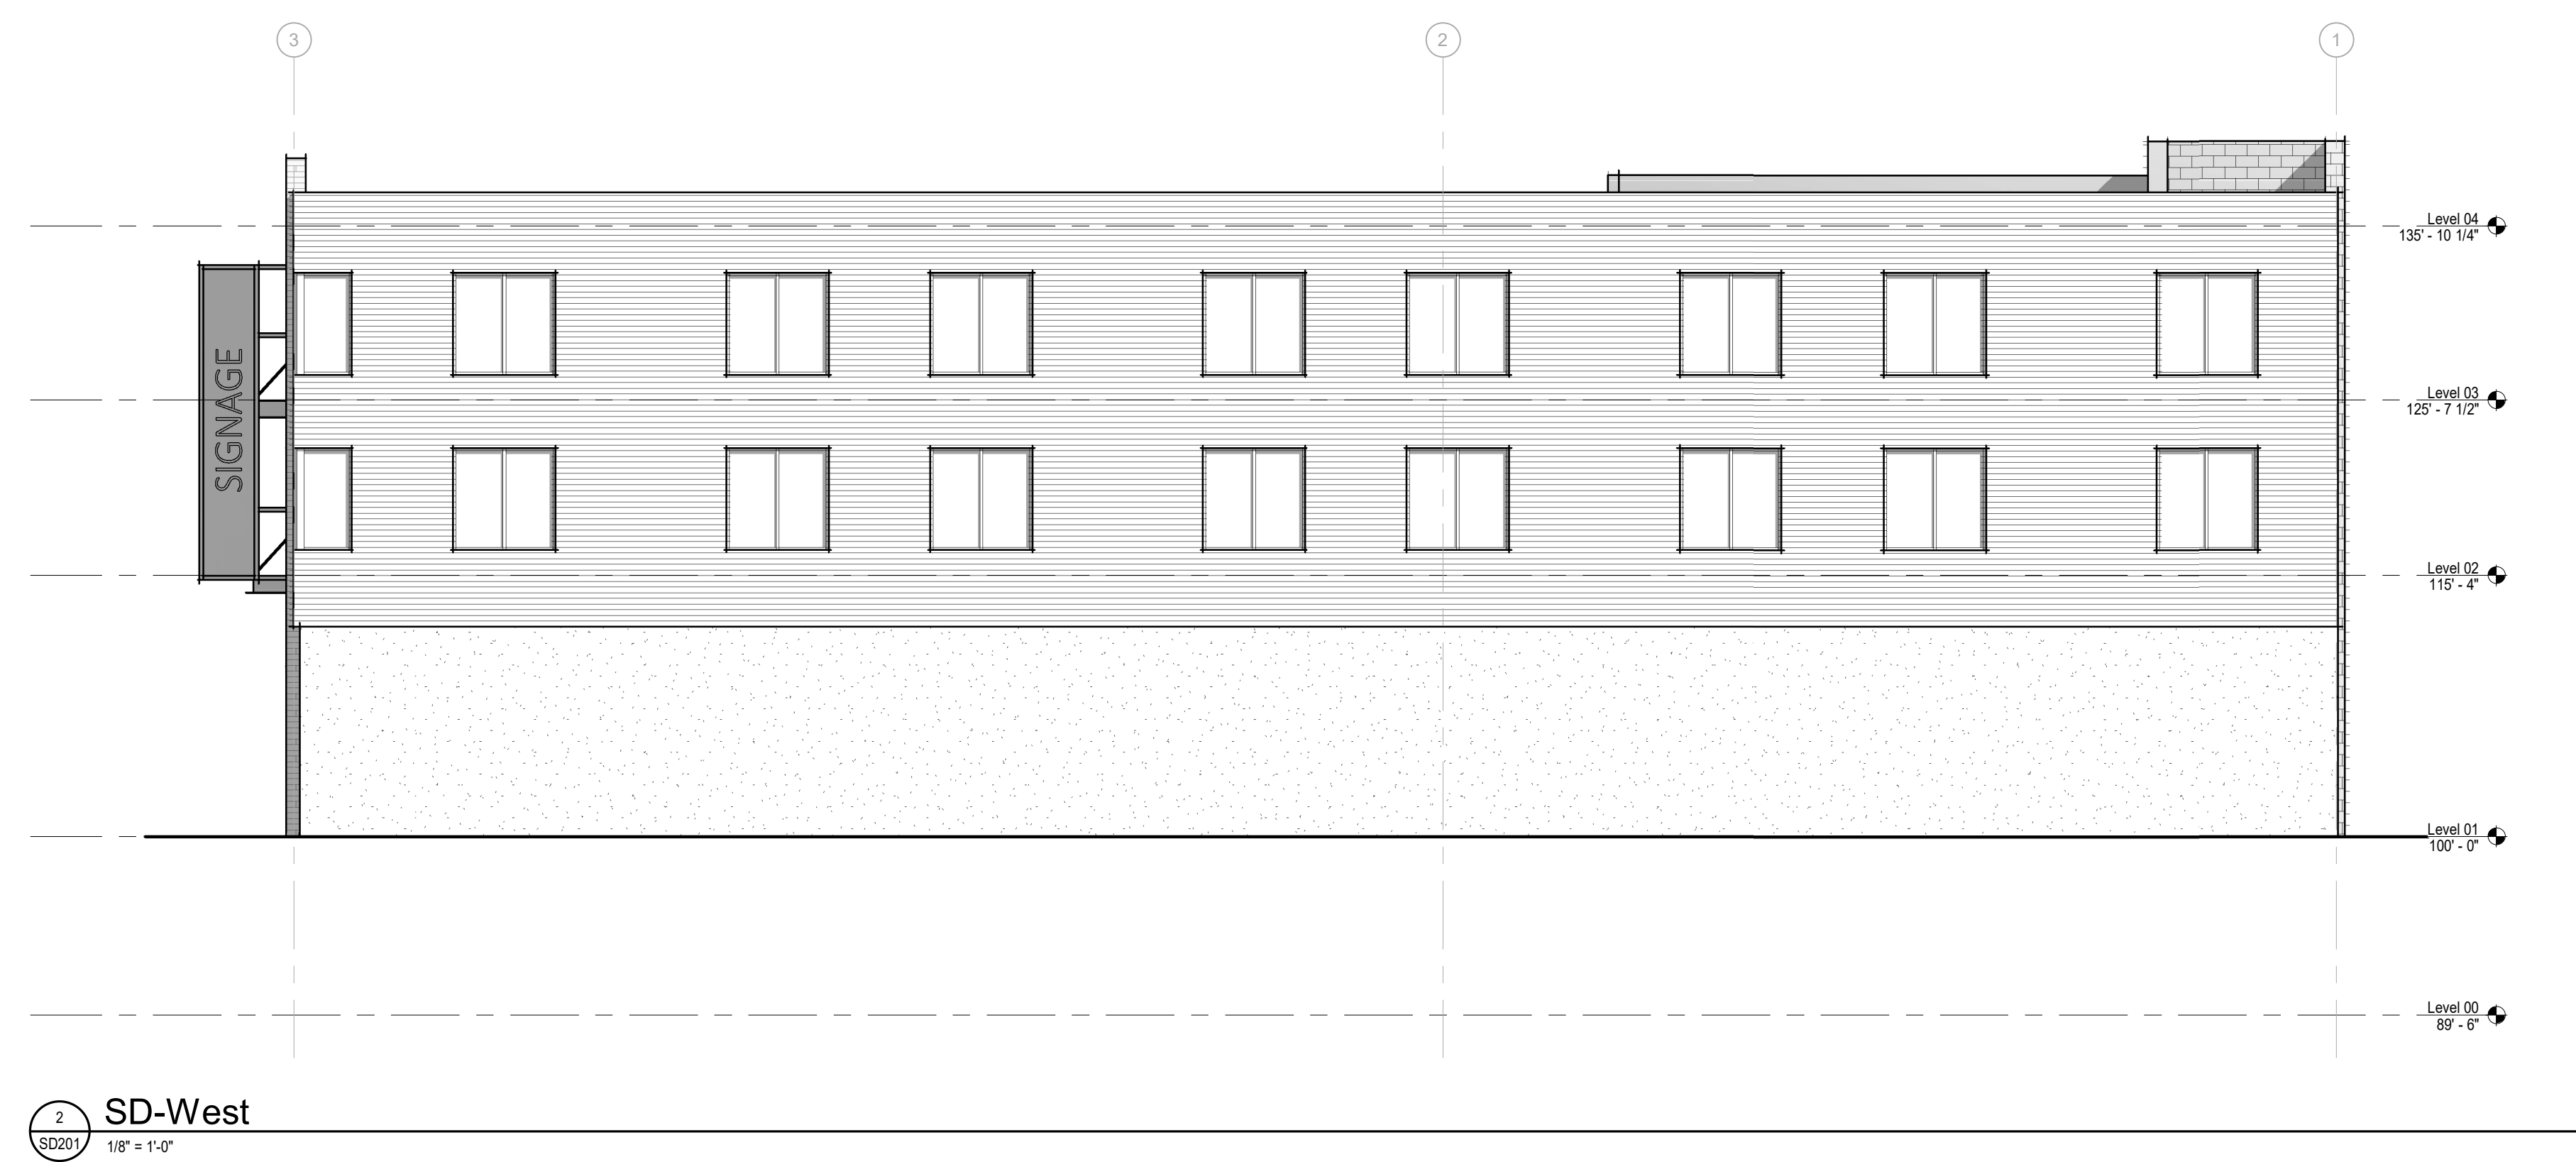 3
2
1
Level 04
135' - 10 1/4"
SIGNAGE
Level 03
125' - 7 1/2"
Level 02
115' - 4"
Level 01
100' - 0"
Level 00
89' - 6"
2
SD-West
SD201
1/8" = 1'-0"